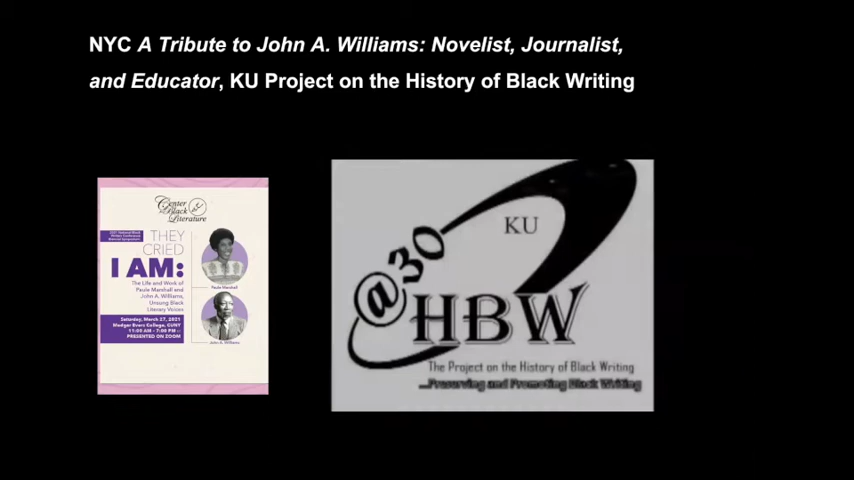 NYC A Tribute to John A. Williams: Novelist, Journalist,
and Educator, KU Project on the History of Black Writing
Center
Black
Literature
THEY
CRIED
I AM:
The Life and Work of
Paule Marshall and
John A. Williams,
Unsung Black
Literary Voices
Saturday, March 27, 2021
Medgar Evers College, CUNY
11:00 AM - 7:00 PM
PRESENTED ON ZOOM
Paule Marshall
John A. Williams
KU
@30
HBW
The Project on the History of Black Writing
...Preserving and Promoting Black Writing